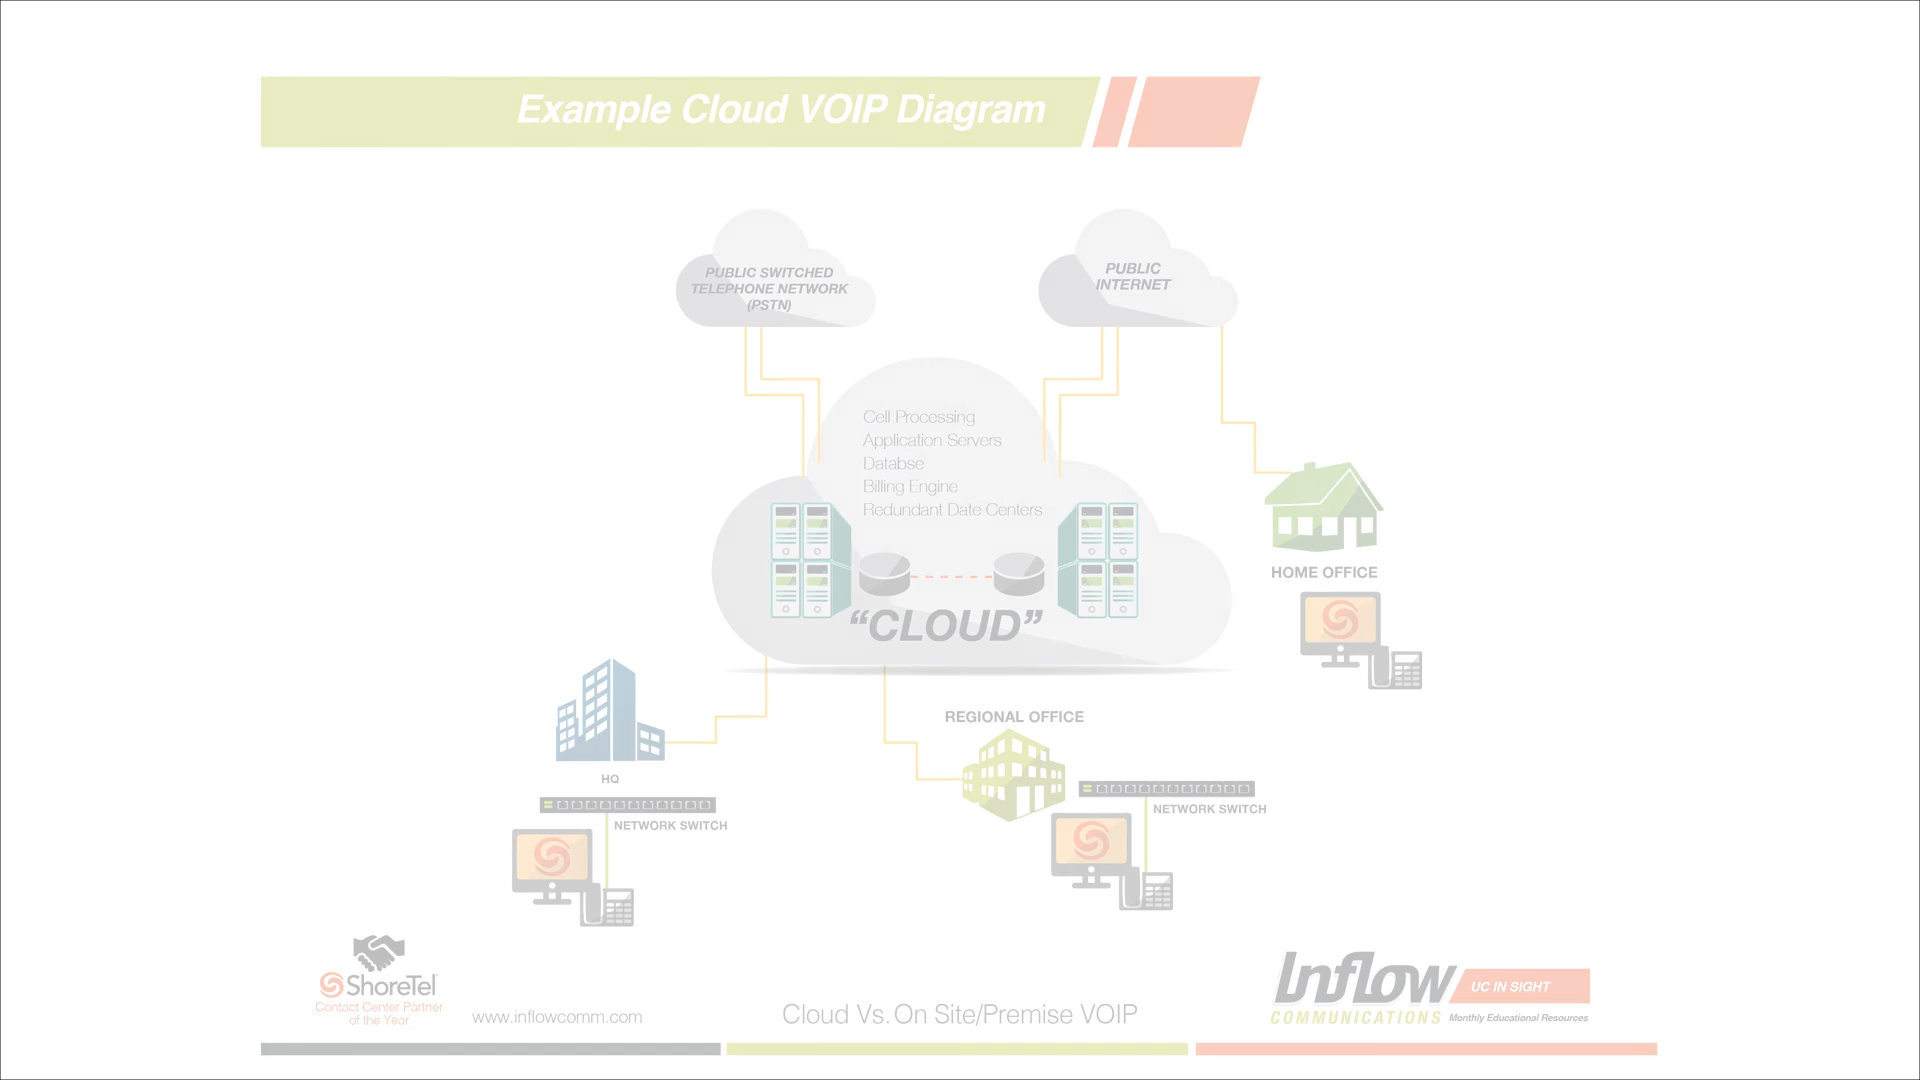 Example Cloud VOIP Diagram
PUBLIC SWITCHED
TELEPHONE NETWORK
(PSTN)
PUBLIC
INTERNET
Cell Processing
Application Servers
Databse
Billing Engine
Redundant Date Centers
“CLOUD”
HOME OFFICE
REGIONAL OFFICE
HQ
NETWORK SWITCH
NETWORK SWITCH
ShoreTel
Contact Center Partner
of the Year
www.inflowcomm.com
Cloud Vs. On Site/Premise VOIP
Inflow
UC IN SIGHT
COMMUNICATIONS
Monthly Educational Resources